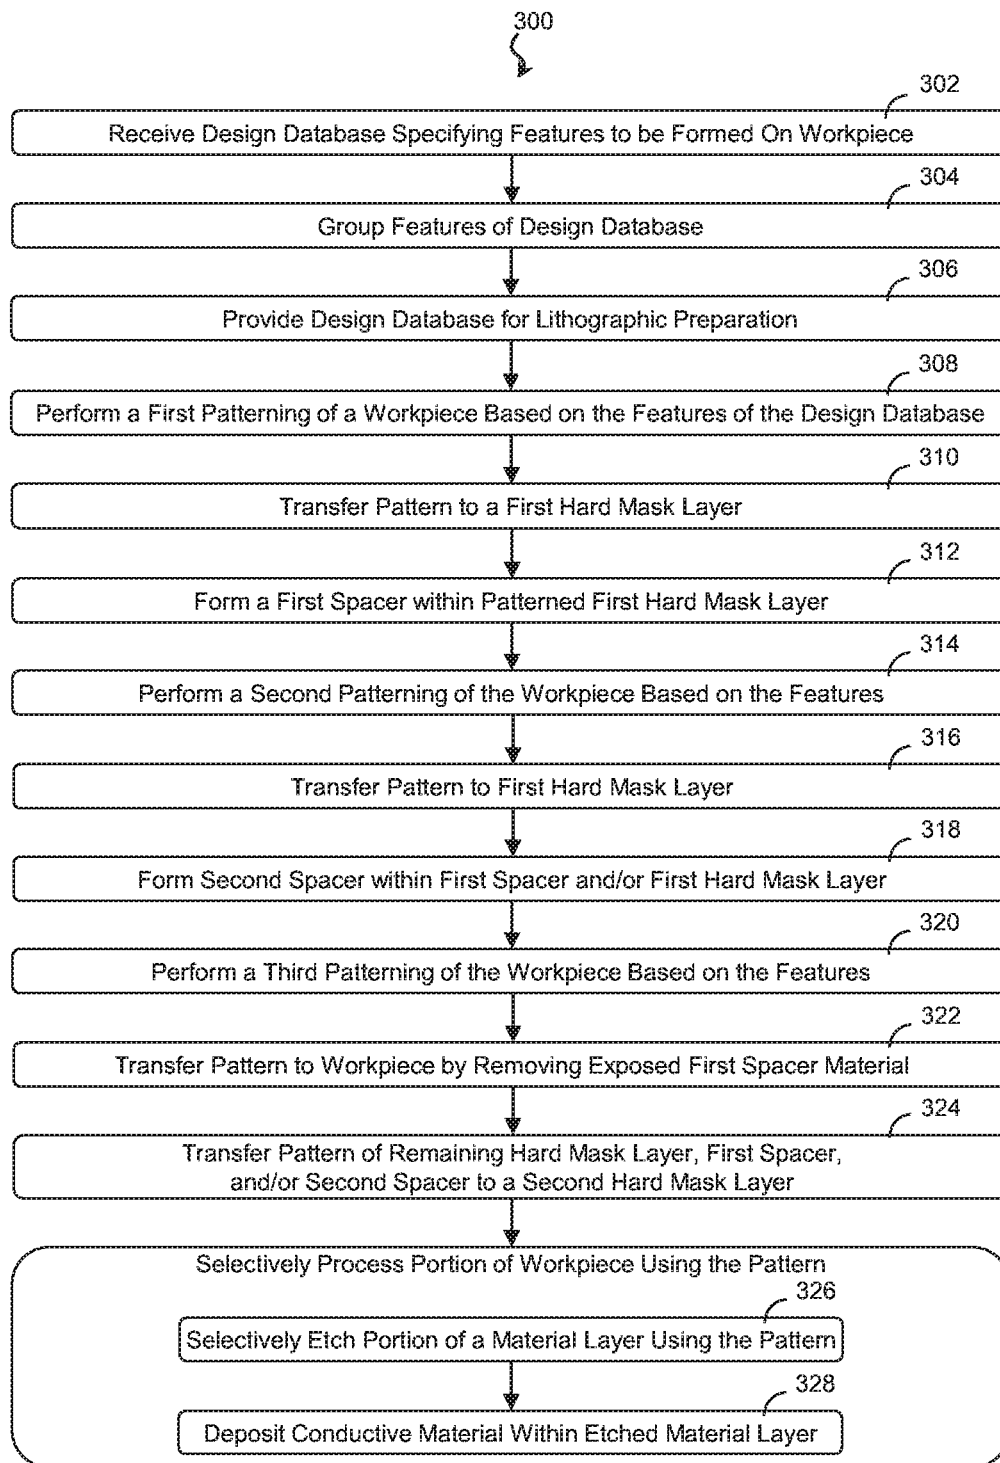 300
302
Receive Design Database Specifying Features to be Formed On Workpiece
304
Group Features of Design Database
306
Provide Design Database for Lithographic Preparation
308
Perform a First Patterning of a Workpiece Based on the Features of the Design Database
310
Transfer Pattern to a First Hard Mask Layer
312
Form a First Spacer within Patterned First Hard Mask Layer
314
Perform a Second Patterning of the Workpiece Based on the Features
316
Transfer Pattern to First Hard Mask Layer
318
Form Second Spacer within First Spacer and/or First Hard Mask Layer
320
Perform a Third Patterning of the Workpiece Based on the Features
322
Transfer Pattern to Workpiece by Removing Exposed First Spacer Material
324
Transfer Pattern of Remaining Hard Mask Layer, First Spacer,
and/or Second Spacer to a Second Hard Mask Layer
Selectively Process Portion of Workpiece Using the Pattern
326
Selectively Etch Portion of a Material Layer Using the Pattern
328
Deposit Conductive Material Within Etched Material Layer